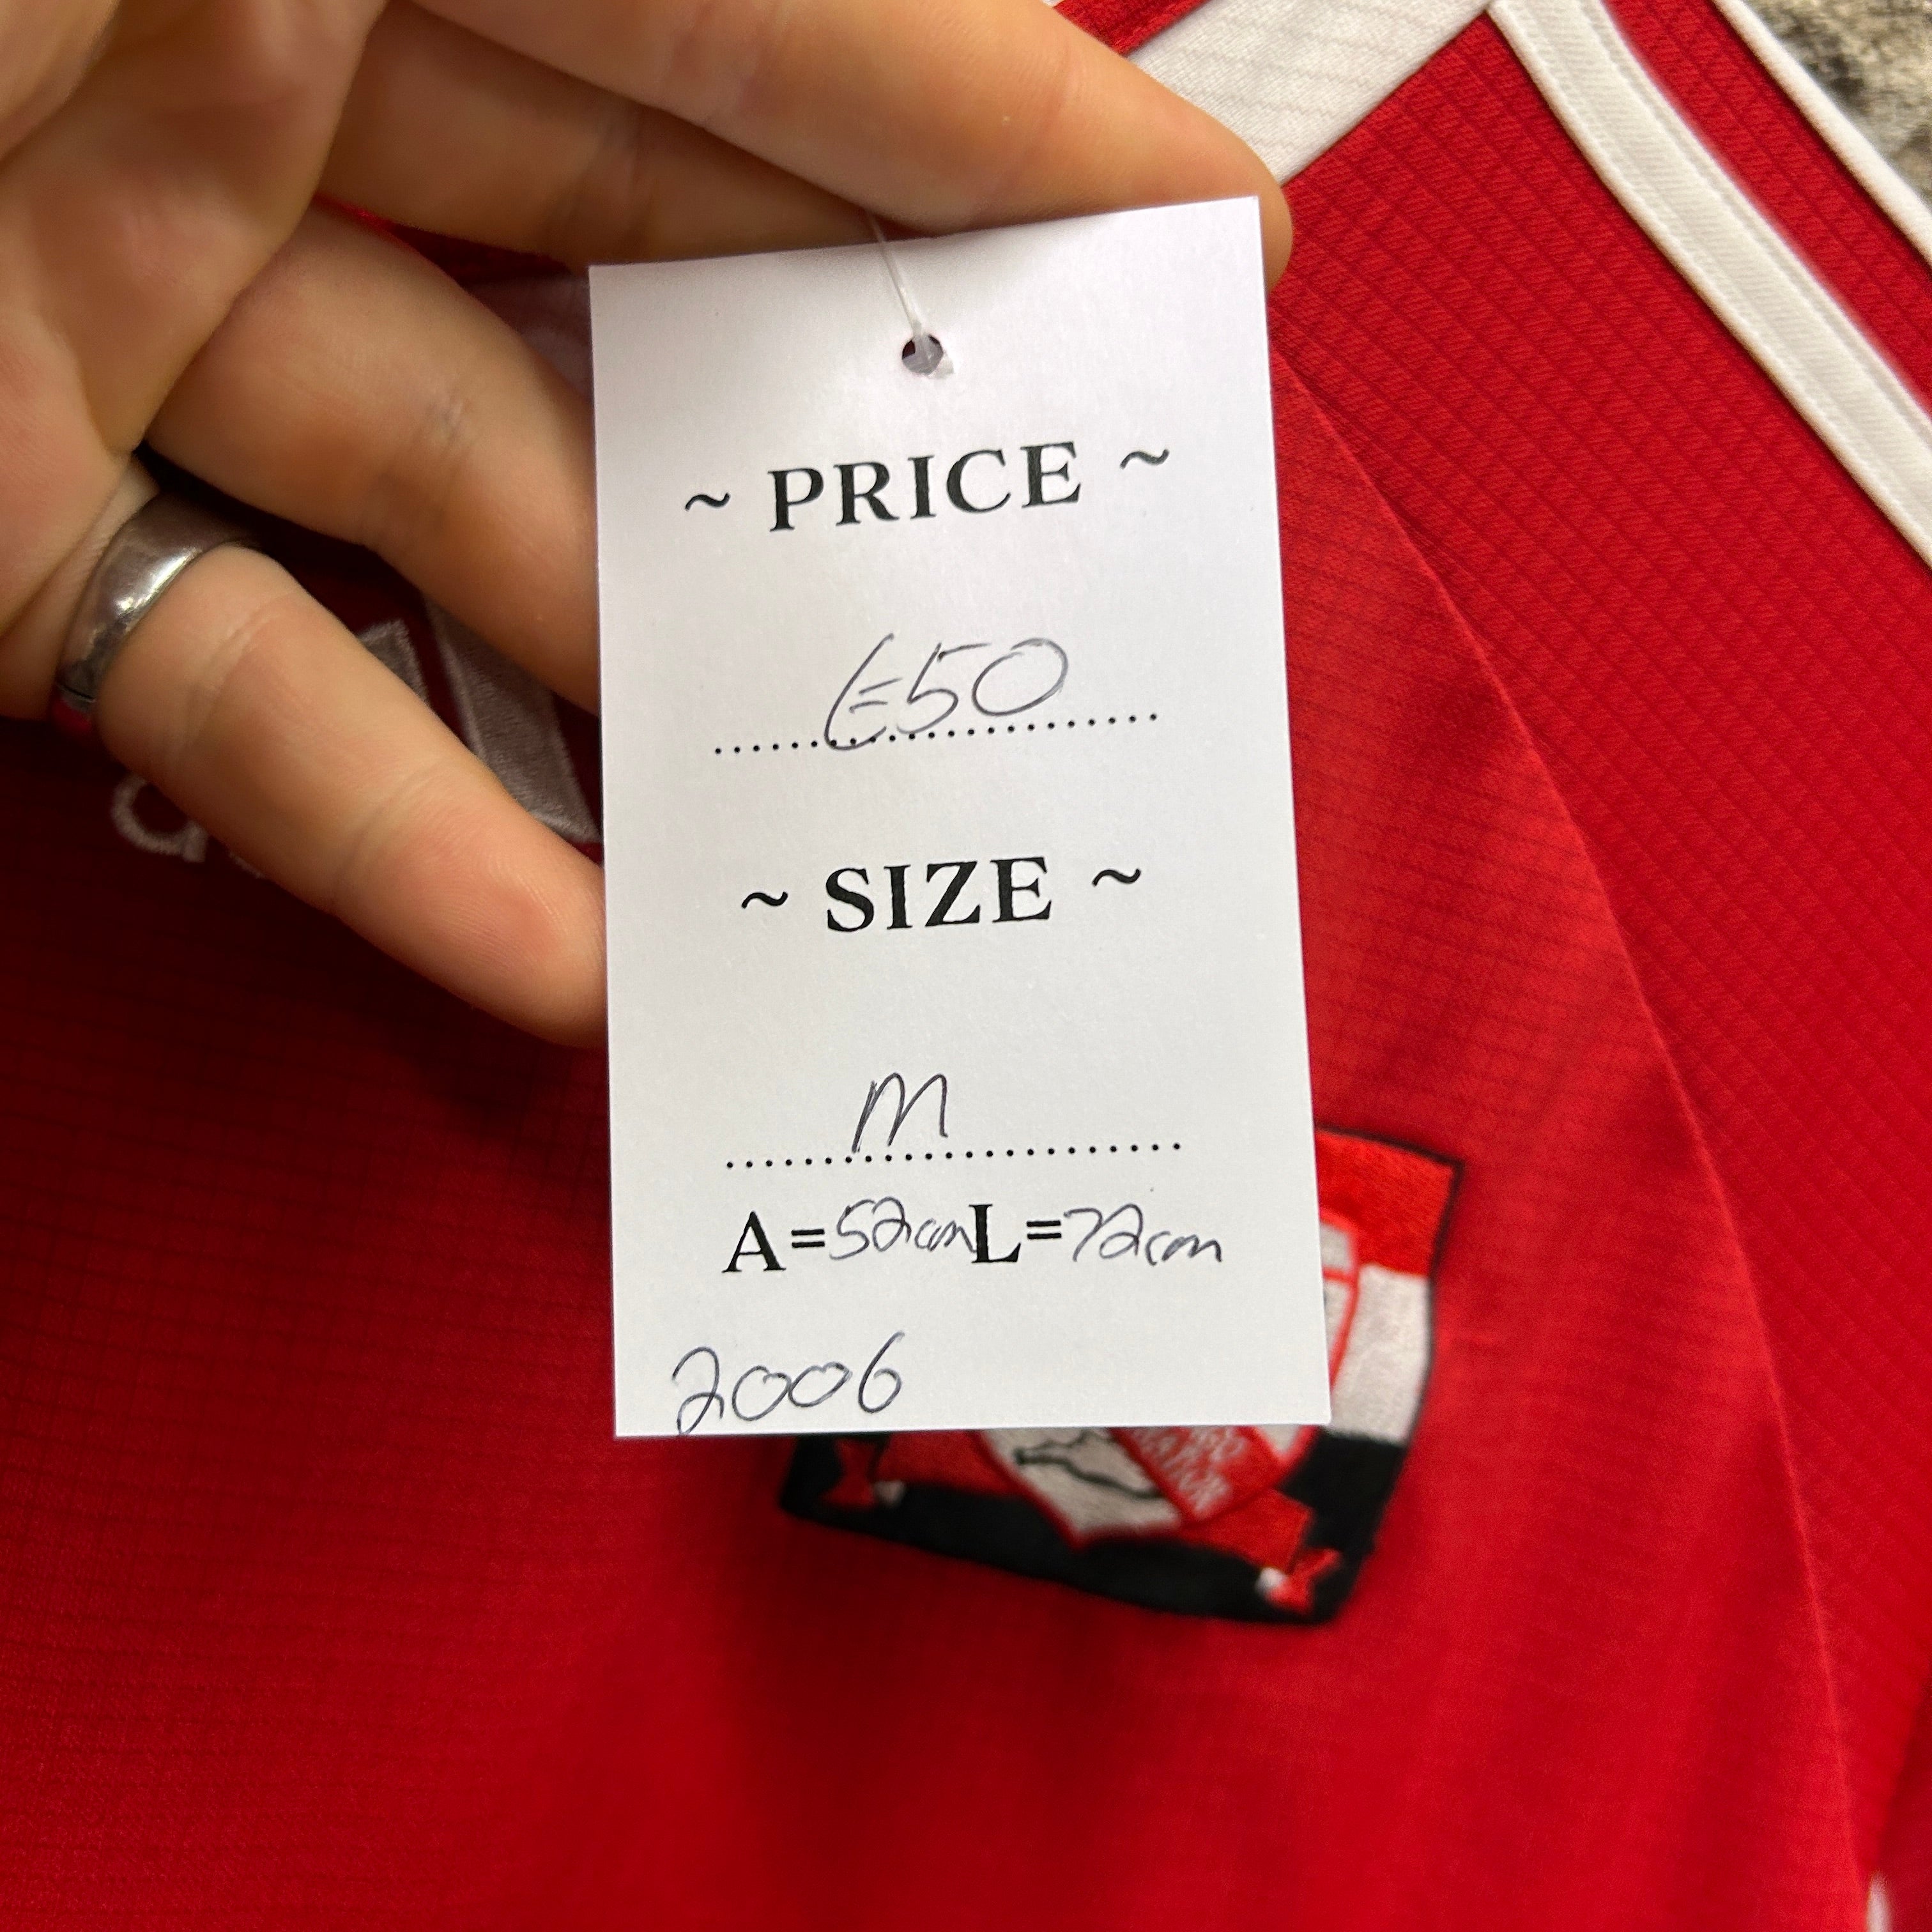 ~ PRICE ~
€50
~ SIZE ~
M
A=52cm L=72cm
2006